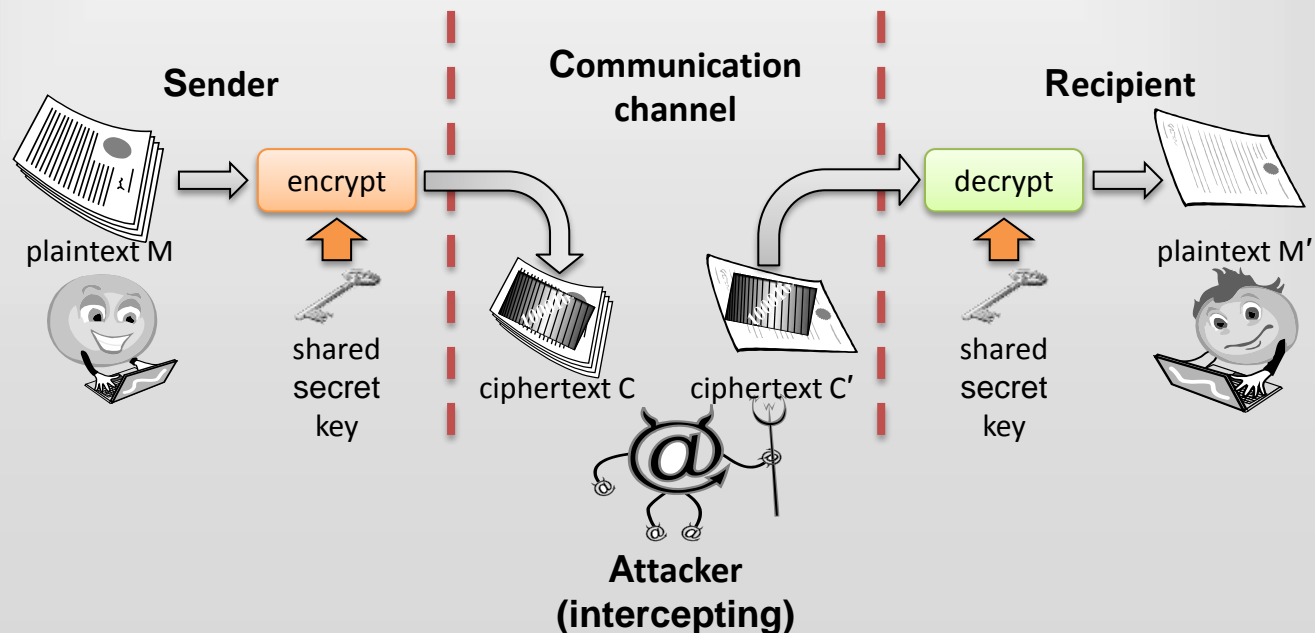 Sender
Communication
channel
Recipient
encrypt
decrypt
plaintext M
plaintext M′
shared
secret
key
ciphertext C
ciphertext C′
shared
secret
key
@
Attacker
(intercepting)